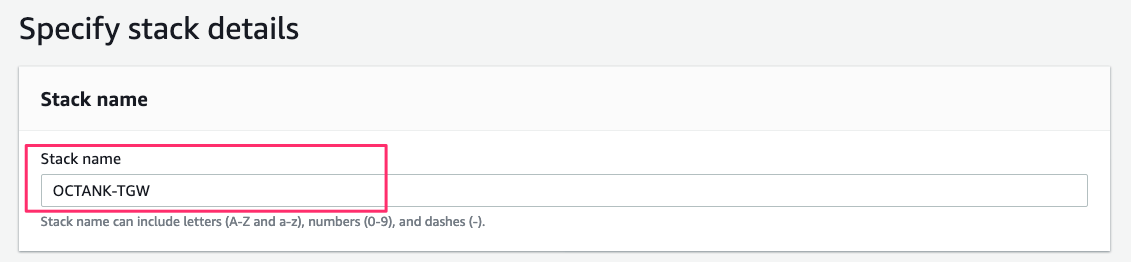 Specify stack details
Stack name
Stack name
OCTANK-TGW
Stack name can include letters (A-Z and a-z), numbers (0-9), and dashes (-).